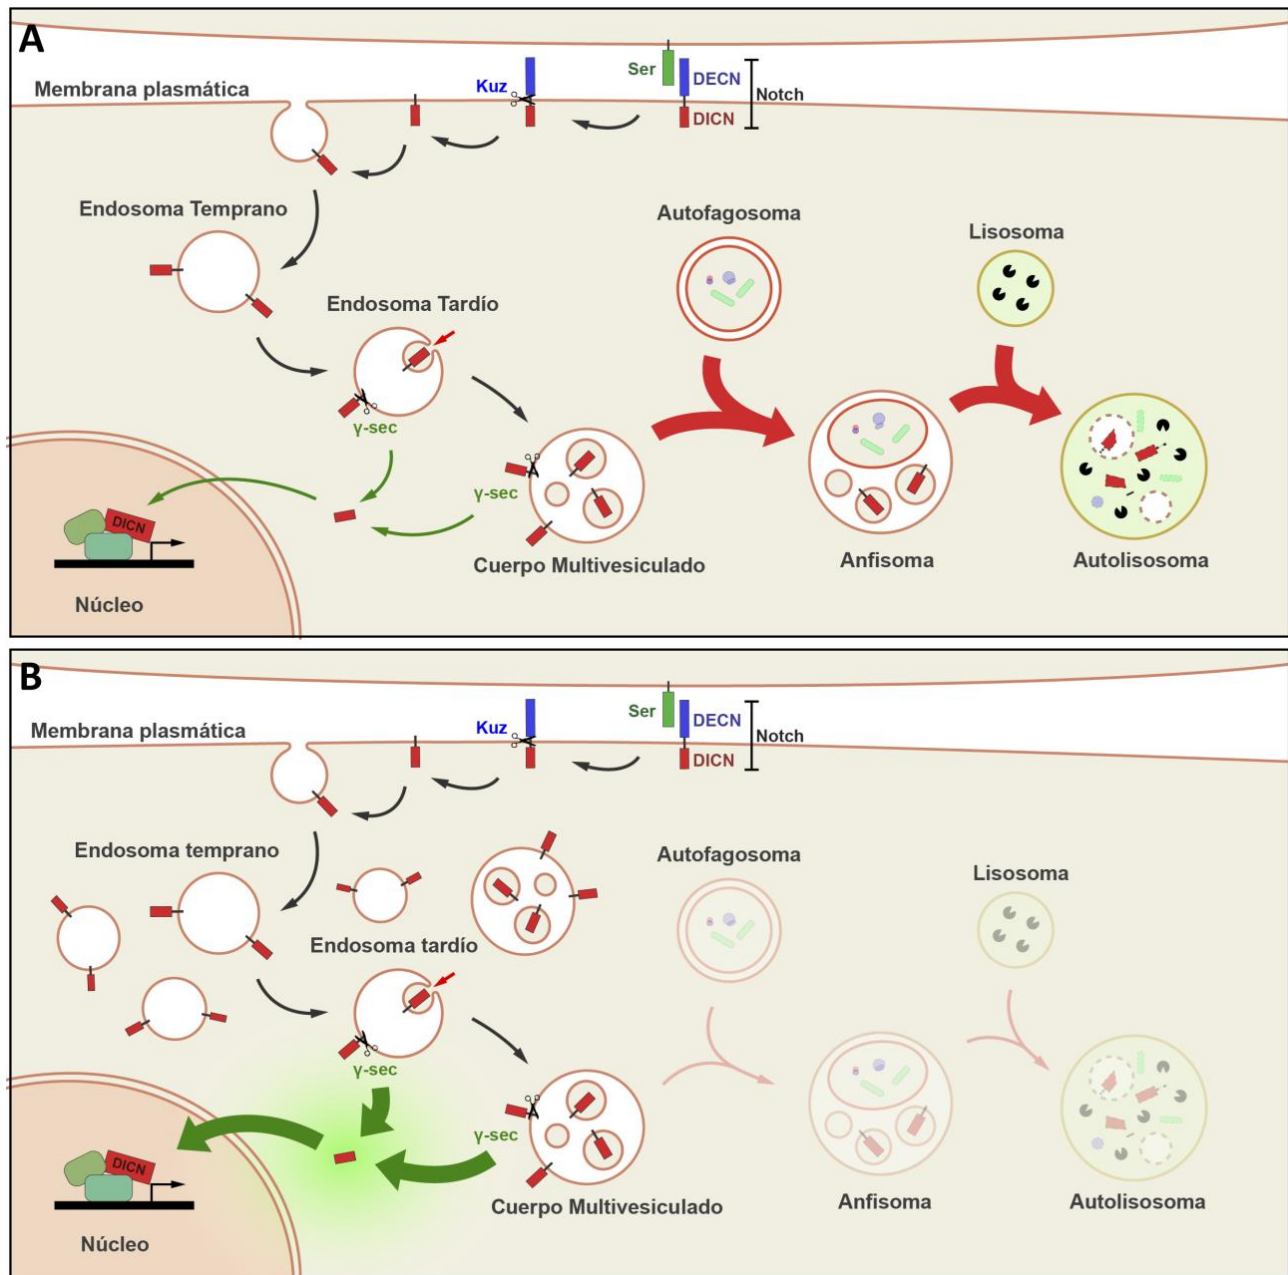 A
Membrana plasmática
Kuz
Ser
DECN
Notch
DICN
Endosoma Temprano
Autofagosoma
Lisosoma
Endosoma Tardío
γ-sec
γ-sec
DICN
Cuerpo Multivesiculado
Anfisoma
Autolisosoma
Núcleo
B
Membrana plasmática
Kuz
Ser
DECN
Notch
DICN
Endosoma temprano
Autofagosoma
Lisosoma
Endosoma tardío
γ-sec
γ-sec
DICN
Cuerpo Multivesiculado
Anfisoma
Autolisosoma
Núcleo